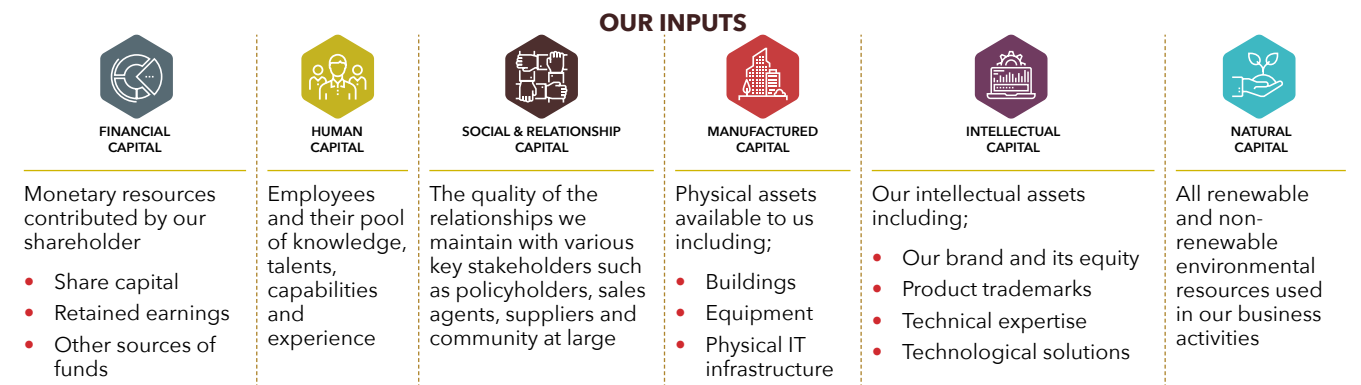 OUR INPUTS
FINANCIAL
CAPITAL
Monetary resources
contributed by our
shareholder
• Share capital
• Retained earnings
• Other sources of
funds
HUMAN
CAPITAL
Employees
and their pool
of knowledge,
talents,
capabilities
and
experience
SOCIAL & RELATIONSHIP
CAPITAL
The quality of the
relationships we
maintain with various
key stakeholders such
as policyholders, sales
agents, suppliers and
community at large
MANUFACTURED
CAPITAL
Physical assets
available to us
including;
• Buildings
• Equipment
• Physical IT
infrastructure
INTELLECTUAL
CAPITAL
Our intellectual assets
including;
• Our brand and its equity
• Product trademarks
• Technical expertise
• Technological solutions
NATURAL
CAPITAL
All renewable
and non-
renewable
environmental
resources used
in our business
activities